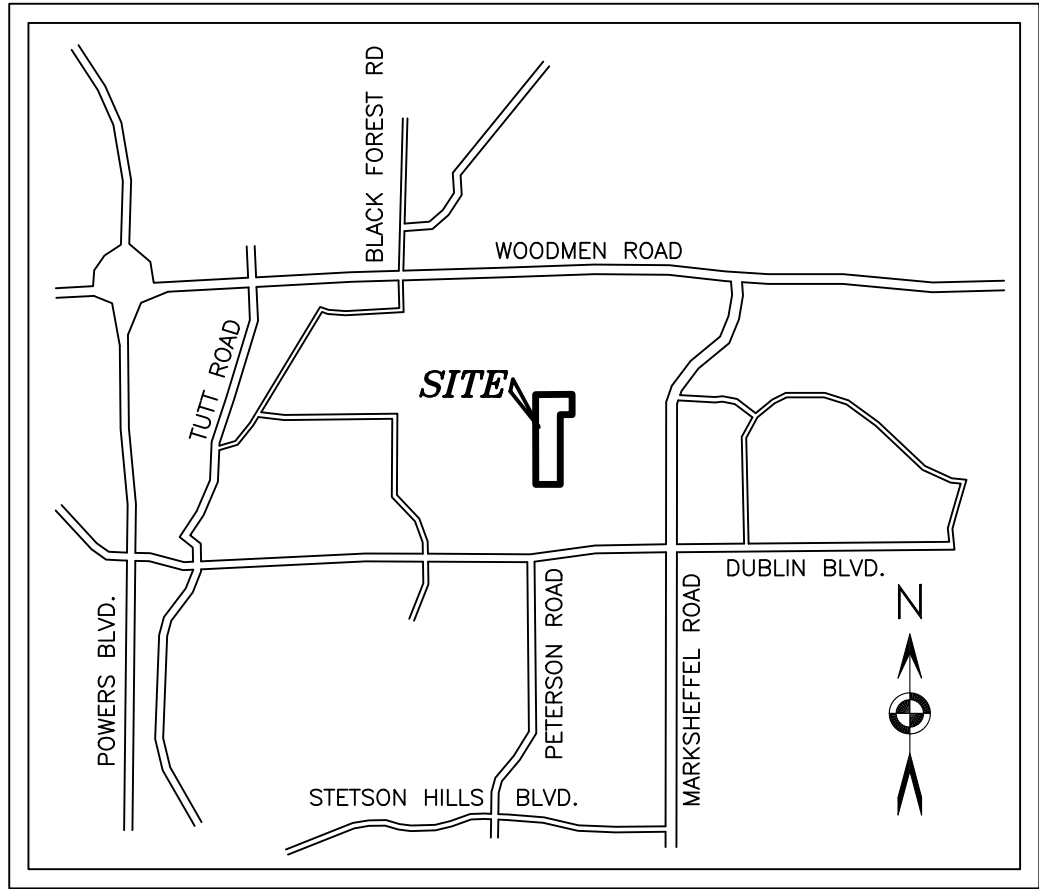 BLACK FOREST RD
WOODMEN ROAD
TUTT ROAD
SITE
DUBLIN BLVD.
POWERS BLVD.
PETERSON ROAD
MARKSHEFFEL ROAD
N
STETSON HILLS BLVD.